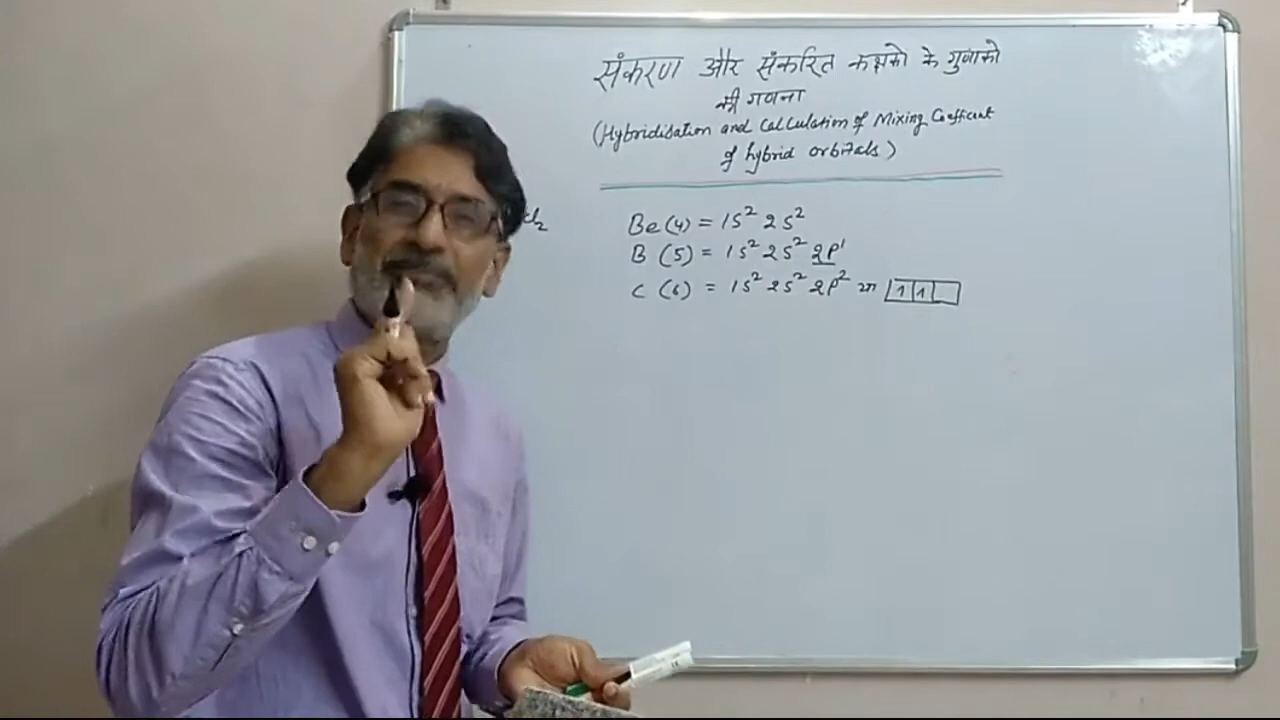 संकरण और संकरित कक्षको के गुणाको
की गणना
(Hybridisation and Calculation of Mixing Coefficient
of hybrid orbitals)
Be (4) = 1s² 2s²
B (5) = 1s² 2s² 2p¹
C (6) = 1s² 2s² 2p² या 1 1